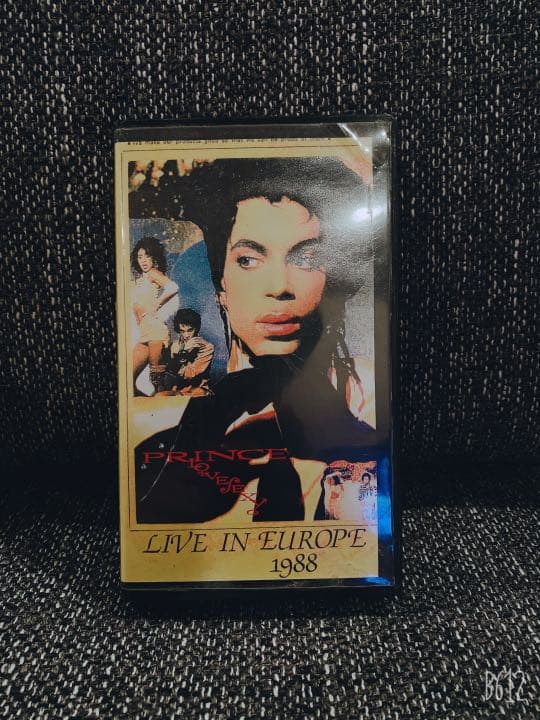 PRINCE
LOVESEXY
LIVE IN EUROPE
1988
B612